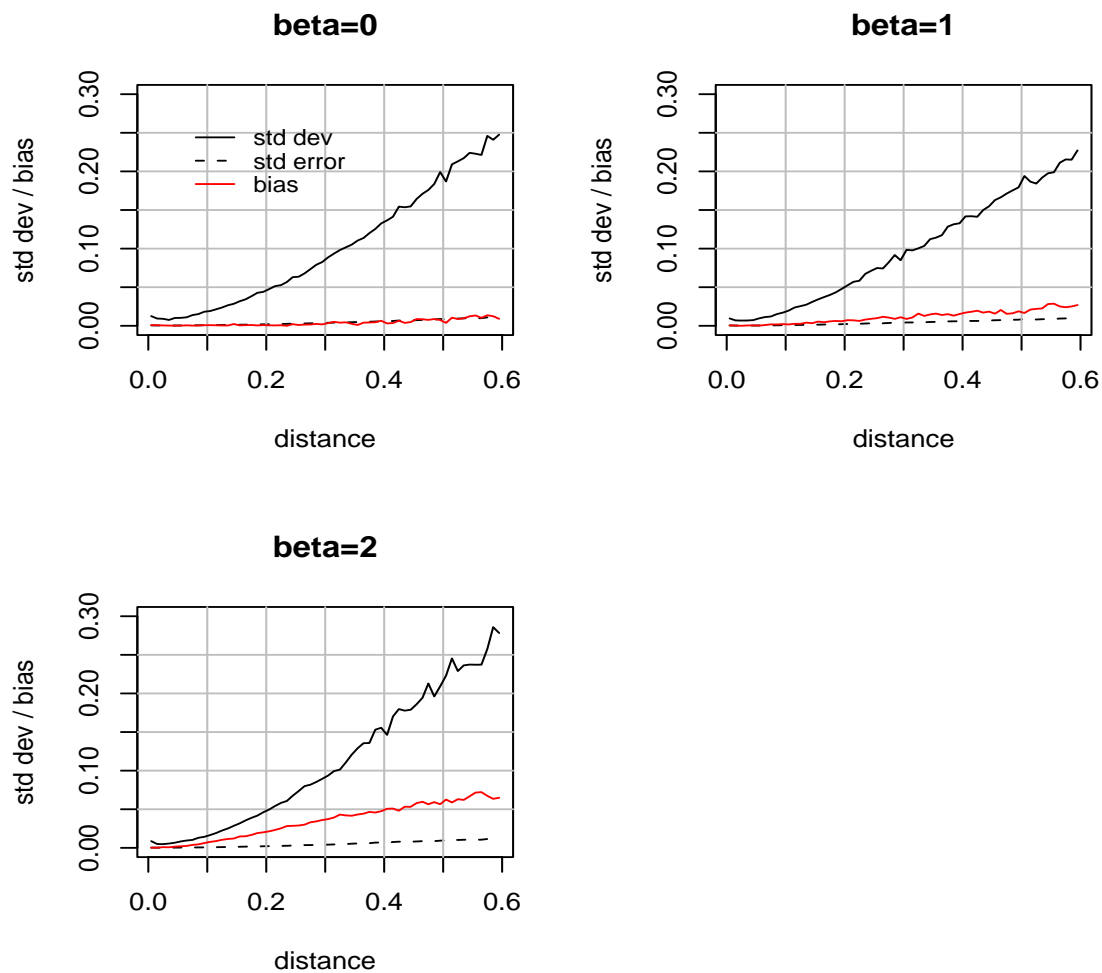 beta=0
std dev / bias
0.30
0.20
0.10
0.00
std dev
std error
bias
0.0 0.2 0.4 0.6
distance
beta=1
std dev / bias
0.30
0.20
0.10
0.00
0.0 0.2 0.4 0.6
distance
beta=2
std dev / bias
0.30
0.20
0.10
0.00
0.0 0.2 0.4 0.6
distance